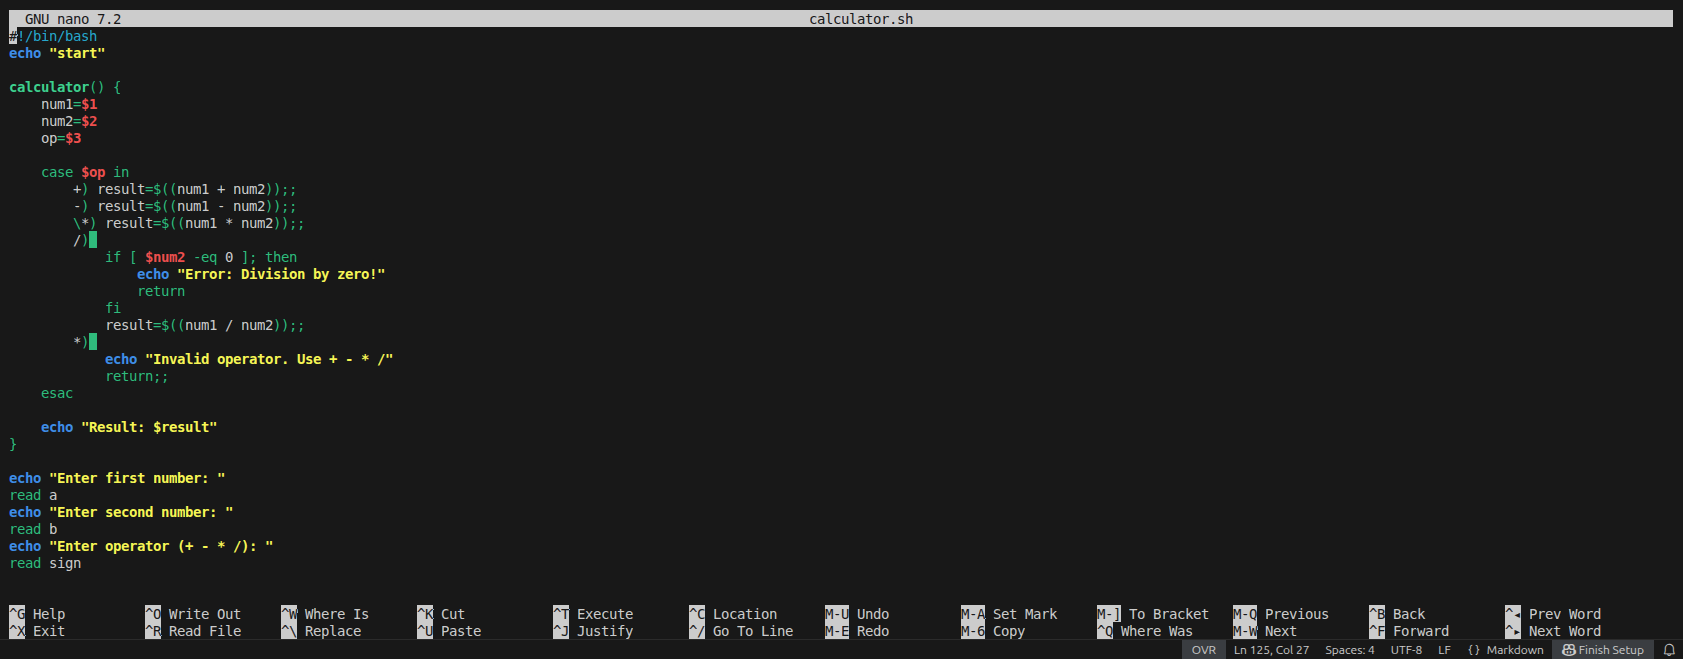 GNU nano 7.2 calculator.sh
#!/bin/bash
echo "start"

calculator() {
    num1=$1
    num2=$2
    op=$3

    case $op in
        +) result=$((num1 + num2));;
        -) result=$((num1 - num2));;
        \*) result=$((num1 * num2));;
        /)
            if [ $num2 -eq 0 ]; then
                echo "Error: Division by zero!"
                return
            fi
            result=$((num1 / num2));;
        *)
            echo "Invalid operator. Use + - * /"
            return;;
    esac

    echo "Result: $result"
}

echo "Enter first number: "
read a
echo "Enter second number: "
read b
echo "Enter operator (+ - * /): "
read sign

^G Help ^O Write Out ^W Where Is ^K Cut ^T Execute ^C Location M-U Undo M-A Set Mark M-] To Bracket M-Q Previous ^B Back ^◂ Prev Word
^X Exit ^R Read File ^\ Replace ^U Paste ^J Justify ^/ Go To Line M-E Redo M-6 Copy ^Q Where Was M-W Next ^F Forward ^▸ Next Word
OVR Ln 125, Col 27 Spaces: 4 UTF-8 LF {} Markdown Finish Setup